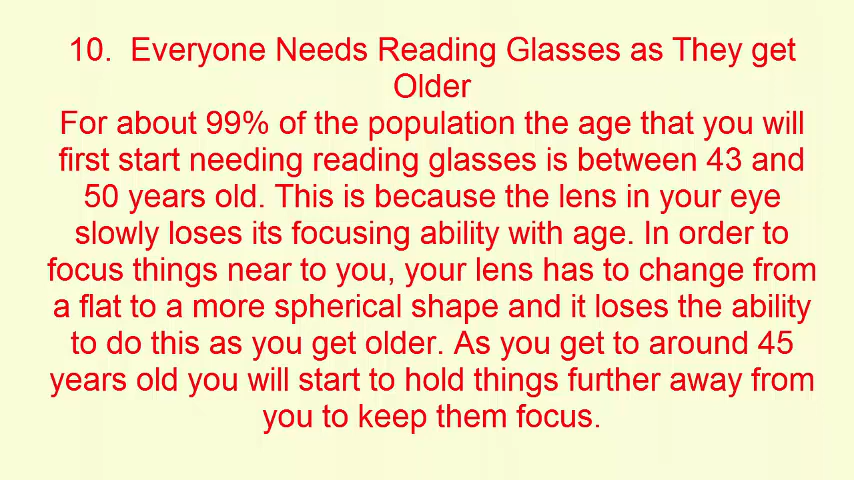 10.  Everyone Needs Reading Glasses as They get
Older
For about 99% of the population the age that you will
first start needing reading glasses is between 43 and
50 years old. This is because the lens in your eye
slowly loses its focusing ability with age. In order to
focus things near to you, your lens has to change from
a flat to a more spherical shape and it loses the ability
to do this as you get older. As you get to around 45
years old you will start to hold things further away from
you to keep them focus.